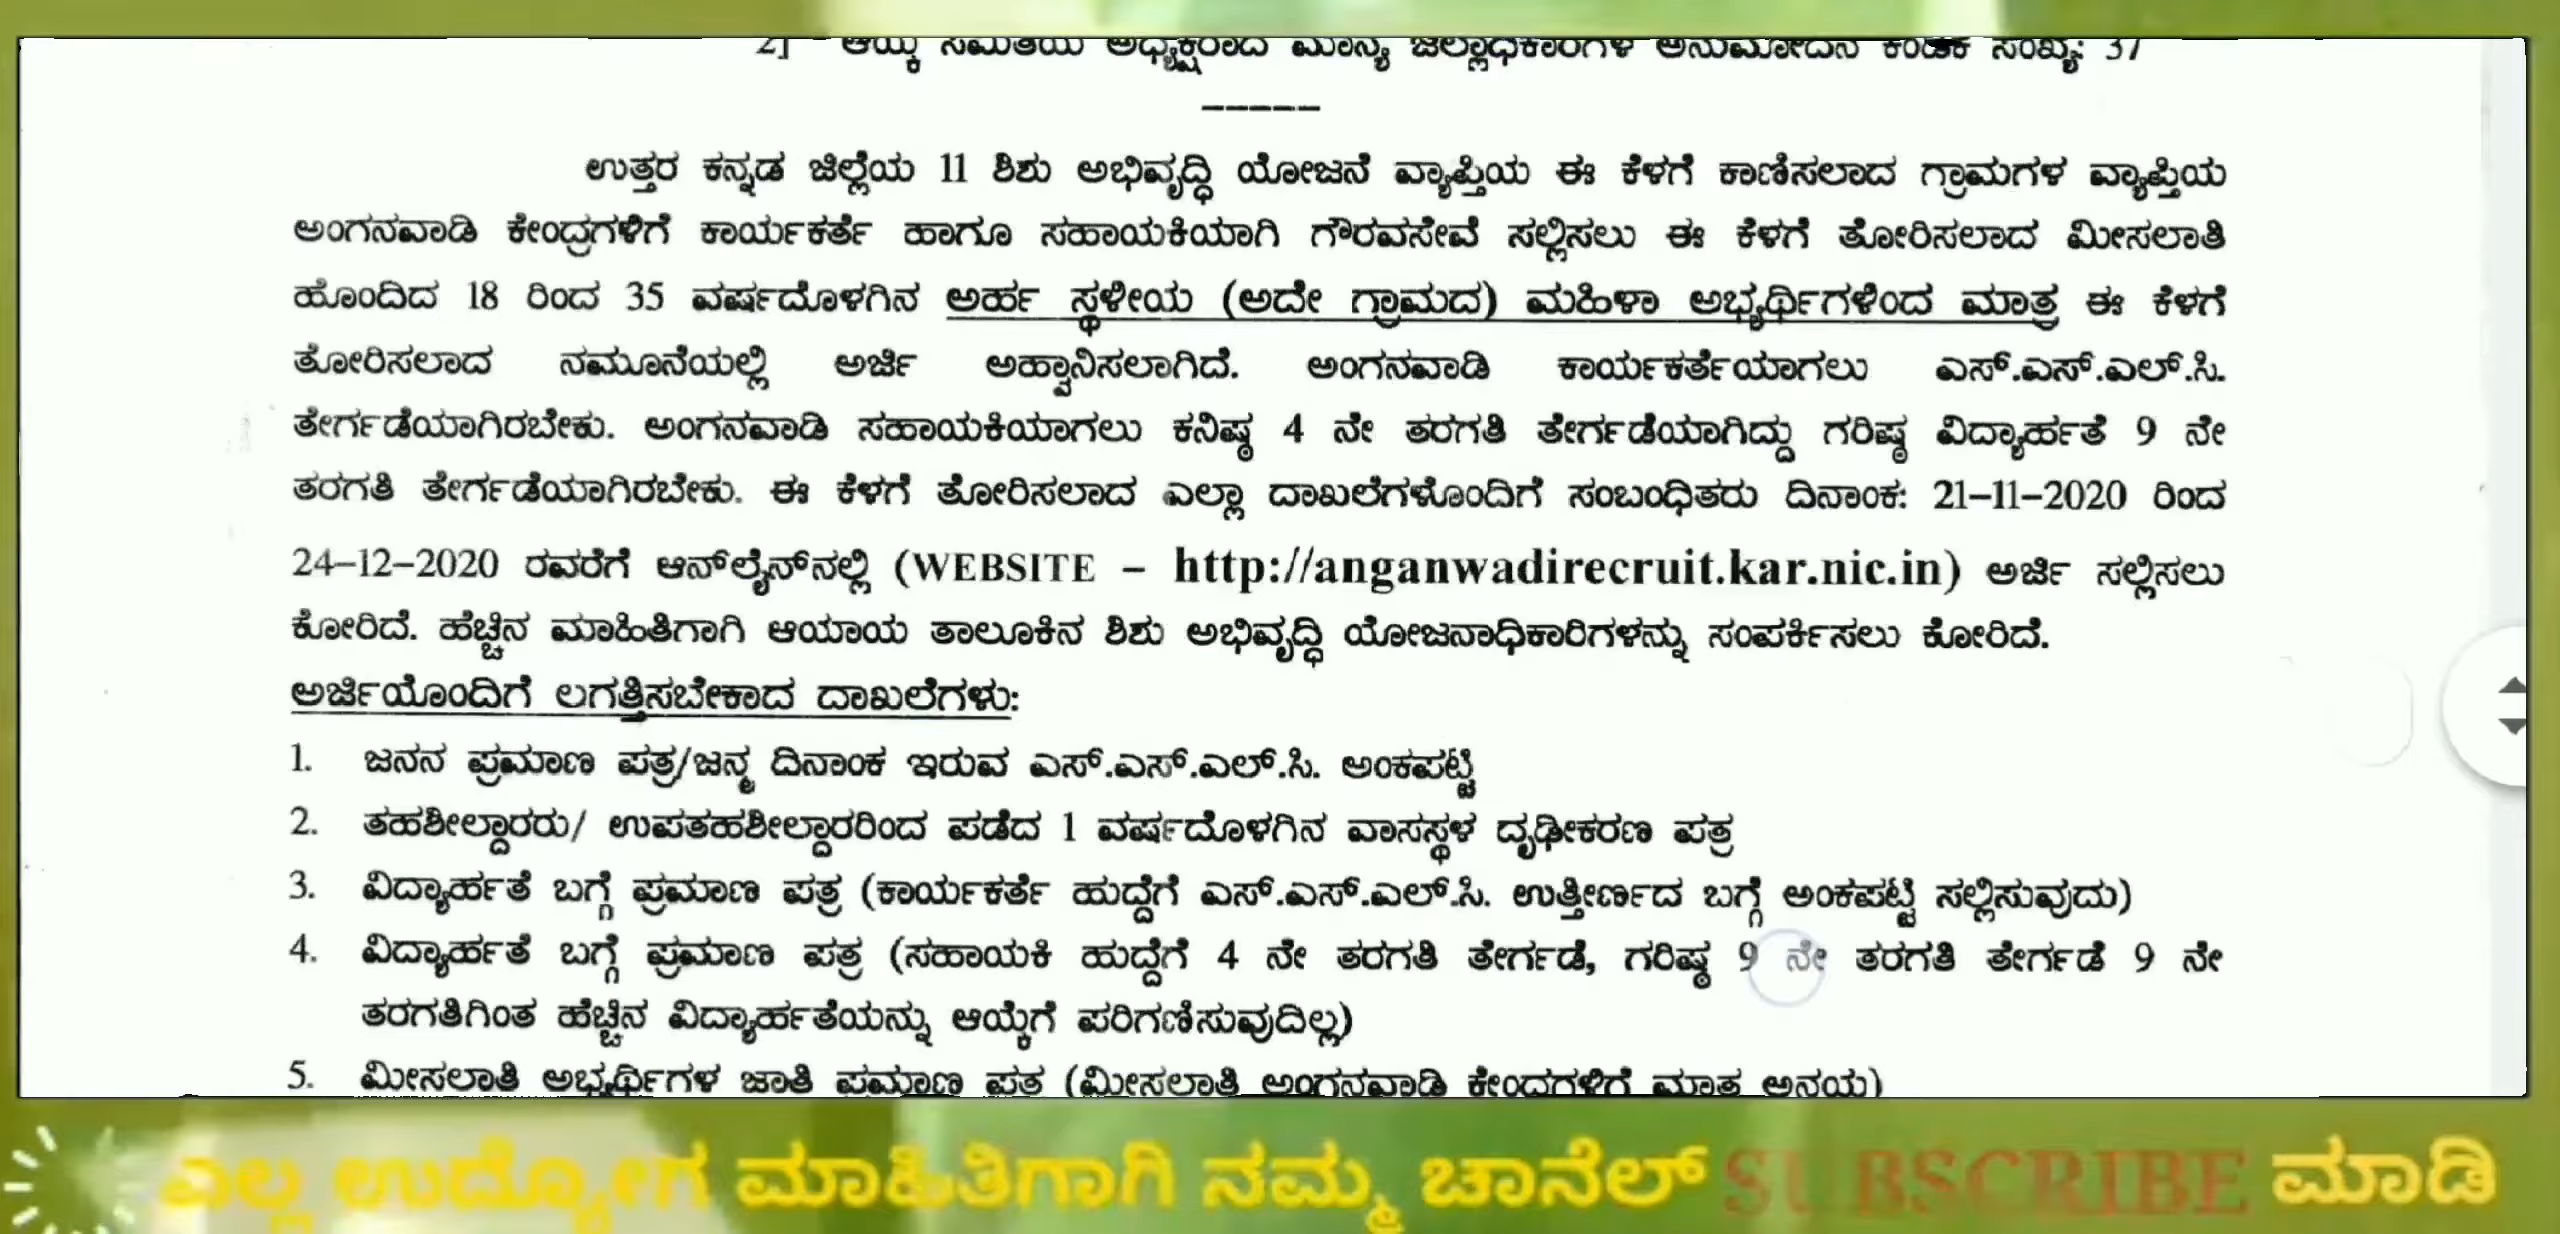 2] ಆಯ್ಕೆ ಸಮಿತಿಯ ಅಧ್ಯಕ್ಷರಾದ ಮಾನ್ಯ ಜಿಲ್ಲಾಧಿಕಾರಿಗಳ ಅನುಮೋದನೆ ಕಂಡಿಕೆ ಸಂಖ್ಯೆ: 37
-----
ಉತ್ತರ ಕನ್ನಡ ಜಿಲ್ಲೆಯ 11 ಶಿಶು ಅಭಿವೃದ್ಧಿ ಯೋಜನೆ ವ್ಯಾಪ್ತಿಯ ಈ ಕೆಳಗೆ ಕಾಣಿಸಲಾದ ಗ್ರಾಮಗಳ ವ್ಯಾಪ್ತಿಯ
ಅಂಗನವಾಡಿ ಕೇಂದ್ರಗಳಿಗೆ ಕಾರ್ಯಕರ್ತೆ ಹಾಗೂ ಸಹಾಯಕಿಯಾಗಿ ಗೌರವಸೇವೆ ಸಲ್ಲಿಸಲು ಈ ಕೆಳಗೆ ತೋರಿಸಲಾದ ಮೀಸಲಾತಿ
ಹೊಂದಿದ 18 ರಿಂದ 35 ವರ್ಷದೊಳಗಿನ ಅರ್ಹ ಸ್ಥಳೀಯ (ಅದೇ ಗ್ರಾಮದ) ಮಹಿಳಾ ಅಭ್ಯರ್ಥಿಗಳಿಂದ ಮಾತ್ರ ಈ ಕೆಳಗೆ
ತೋರಿಸಲಾದ ನಮೂನೆಯಲ್ಲಿ ಅರ್ಜಿ ಅಹ್ವಾನಿಸಲಾಗಿದೆ. ಅಂಗನವಾಡಿ ಕಾರ್ಯಕರ್ತೆಯಾಗಲು ಎಸ್.ಎಸ್.ಎಲ್.ಸಿ.
ತೇರ್ಗಡೆಯಾಗಿರಬೇಕು. ಅಂಗನವಾಡಿ ಸಹಾಯಕಿಯಾಗಲು ಕನಿಷ್ಠ 4 ನೇ ತರಗತಿ ತೇರ್ಗಡೆಯಾಗಿದ್ದು ಗರಿಷ್ಠ ವಿದ್ಯಾರ್ಹತೆ 9 ನೇ
ತರಗತಿ ತೇರ್ಗಡೆಯಾಗಿರಬೇಕು. ಈ ಕೆಳಗೆ ತೋರಿಸಲಾದ ಎಲ್ಲಾ ದಾಖಲೆಗಳೊಂದಿಗೆ ಸಂಬಂಧಿತರು ದಿನಾಂಕ: 21-11-2020 ರಿಂದ
24-12-2020 ರವರೆಗೆ ಆನ್‌ಲೈನ್‌ನಲ್ಲಿ (WEBSITE - http://anganwadirecruit.kar.nic.in) ಅರ್ಜಿ ಸಲ್ಲಿಸಲು
ಕೋರಿದೆ. ಹೆಚ್ಚಿನ ಮಾಹಿತಿಗಾಗಿ ಆಯಾಯ ತಾಲೂಕಿನ ಶಿಶು ಅಭಿವೃದ್ಧಿ ಯೋಜನಾಧಿಕಾರಿಗಳನ್ನು ಸಂಪರ್ಕಿಸಲು ಕೋರಿದೆ.
ಅರ್ಜಿಯೊಂದಿಗೆ ಲಗತ್ತಿಸಬೇಕಾದ ದಾಖಲೆಗಳು:
1. ಜನನ ಪ್ರಮಾಣ ಪತ್ರ/ಜನ್ಮ ದಿನಾಂಕ ಇರುವ ಎಸ್.ಎಸ್.ಎಲ್.ಸಿ. ಅಂಕಪಟ್ಟಿ
2. ತಹಶೀಲ್ದಾರರು/ ಉಪತಹಶೀಲ್ದಾರರಿಂದ ಪಡೆದ 1 ವರ್ಷದೊಳಗಿನ ವಾಸಸ್ಥಳ ದೃಢೀಕರಣ ಪತ್ರ
3. ವಿದ್ಯಾರ್ಹತೆ ಬಗ್ಗೆ ಪ್ರಮಾಣ ಪತ್ರ (ಕಾರ್ಯಕರ್ತೆ ಹುದ್ದೆಗೆ ಎಸ್.ಎಸ್.ಎಲ್.ಸಿ. ಉತ್ತೀರ್ಣದ ಬಗ್ಗೆ ಅಂಕಪಟ್ಟಿ ಸಲ್ಲಿಸುವುದು)
4. ವಿದ್ಯಾರ್ಹತೆ ಬಗ್ಗೆ ಪ್ರಮಾಣ ಪತ್ರ (ಸಹಾಯಕಿ ಹುದ್ದೆಗೆ 4 ನೇ ತರಗತಿ ತೇರ್ಗಡೆ, ಗರಿಷ್ಠ 9 ನೇ ತರಗತಿ ತೇರ್ಗಡೆ 9 ನೇ
ತರಗತಿಗಿಂತ ಹೆಚ್ಚಿನ ವಿದ್ಯಾರ್ಹತೆಯನ್ನು ಆಯ್ಕೆಗೆ ಪರಿಗಣಿಸುವುದಿಲ್ಲ)
5. ಮೀಸಲಾತಿ ಅಭ್ಯರ್ಥಿಗಳ ಜಾತಿ ಪ್ರಮಾಣ ಪತ್ರ (ಮೀಸಲಾತಿ ಅಂಗನವಾಡಿ ಕೇಂದ್ರಗಳಿಗೆ ಮಾತ್ರ ಅನ್ವಯ)
ಎಲ್ಲ ಉದ್ಯೋಗ ಮಾಹಿತಿಗಾಗಿ ನಮ್ಮ ಚಾನೆಲ್ SUBSCRIBE ಮಾಡಿ